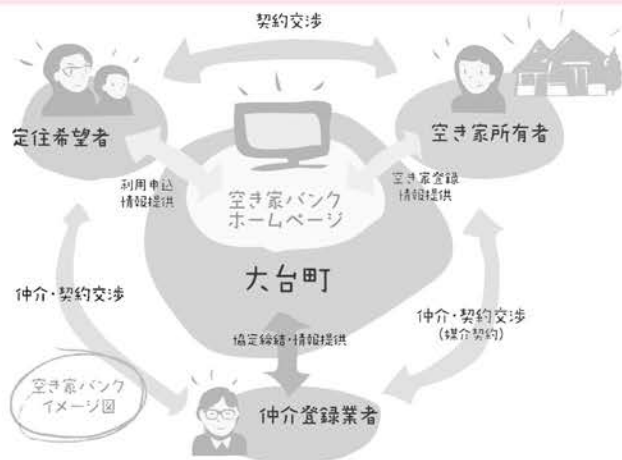 契約交渉
定住希望者
空き家所有者
利用申込
情報提供
空き家バンク
ホームページ
空き家登録
情報提供
大台町
仲介・契約交渉
仲介・契約交渉
(媒介契約)
協定締結・情報提供
空き家バンク
イメージ図
仲介登録業者